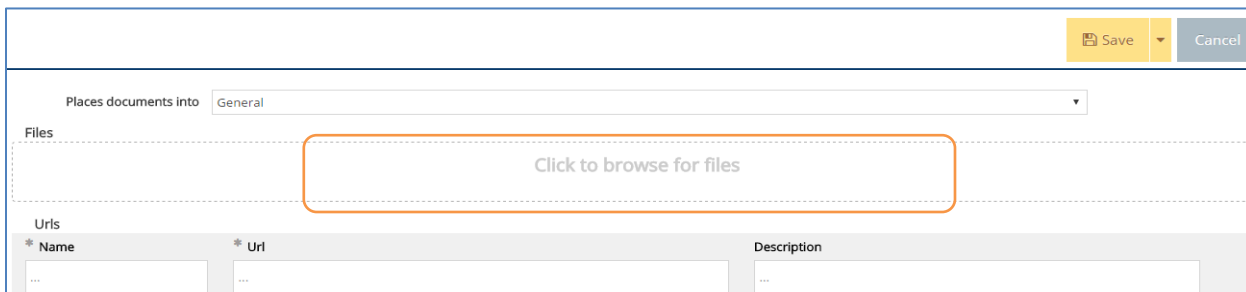 Save Cancel
Places documents into General
Files
Click to browse for files
Urls
* Name * Url Description
... ... ...